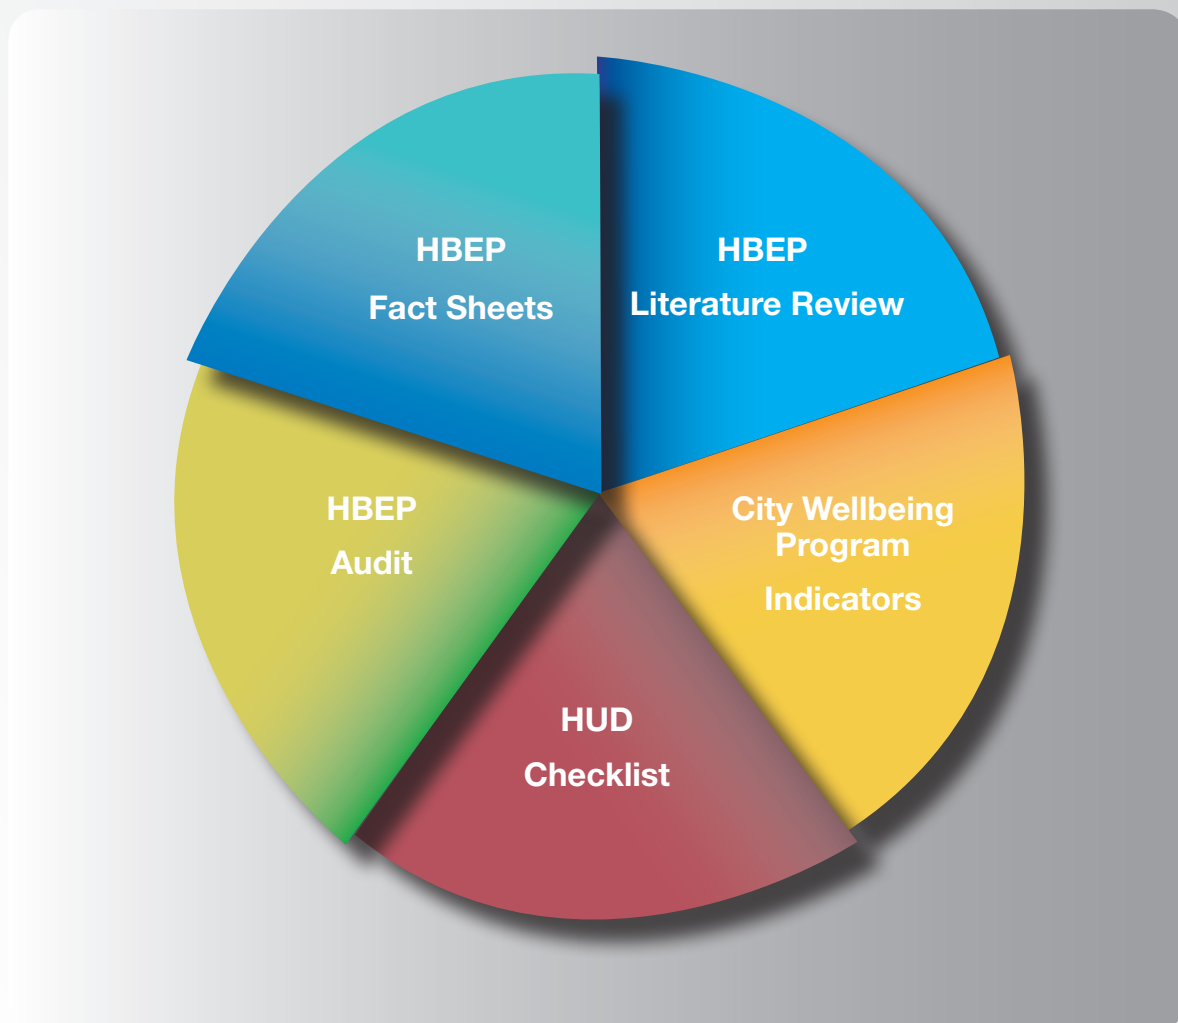 HBEP
Fact Sheets
HBEP
Literature Review
City Wellbeing
Program
Indicators
HUD
Checklist
HBEP
Audit